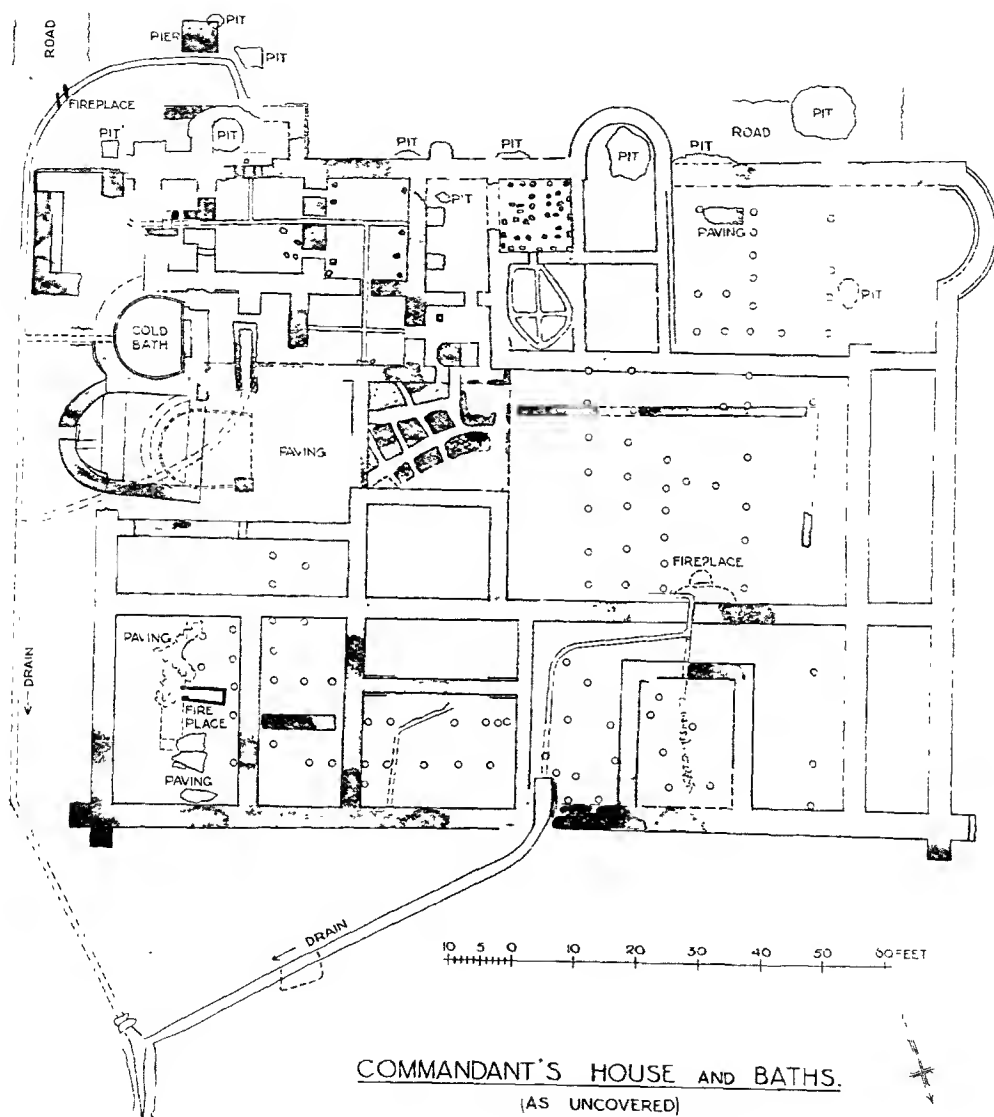 ROAD
PIER
PIT
PIT
FIREPLACE
PIT
PIT
PIT
PIT
PIT
ROAD
PIT
PIT
PIT
PAVING
PIT
COLD
BATH
PAVING
FIREPLACE
PAVING
FIRE
PLACE
PAVING
DRAIN
DRAIN
10 5 0 10 20 30 40 50 60 FEET
COMMANDANT'S HOUSE AND BATHS.
(AS UNCOVERED)